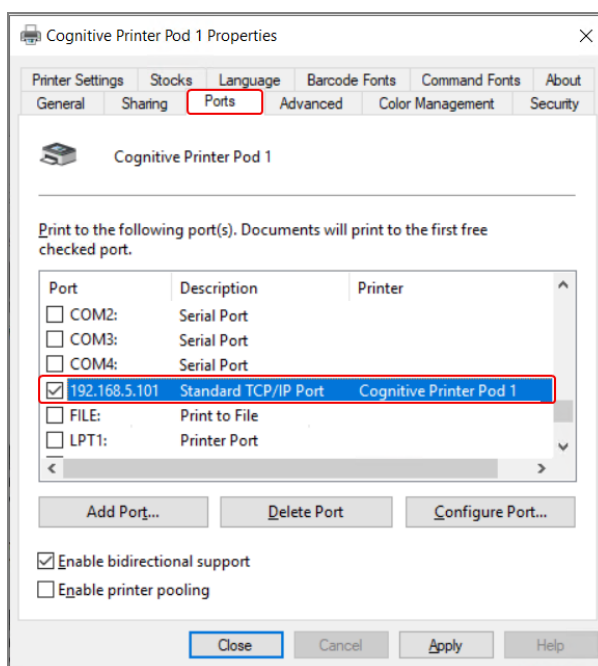 Cognitive Printer Pod 1 Properties
Printer Settings Stocks Language Barcode Fonts Command Fonts About
General Sharing Ports Advanced Color Management Security
Cognitive Printer Pod 1
Print to the following port(s). Documents will print to the first free
checked port.
Port Description Printer
COM2: Serial Port
COM3: Serial Port
COM4: Serial Port
192.168.5.101 Standard TCP/IP Port Cognitive Printer Pod 1
FILE: Print to File
LPT1: Printer Port
Add Port... Delete Port Configure Port...
Enable bidirectional support
Enable printer pooling
Close Cancel Apply Help